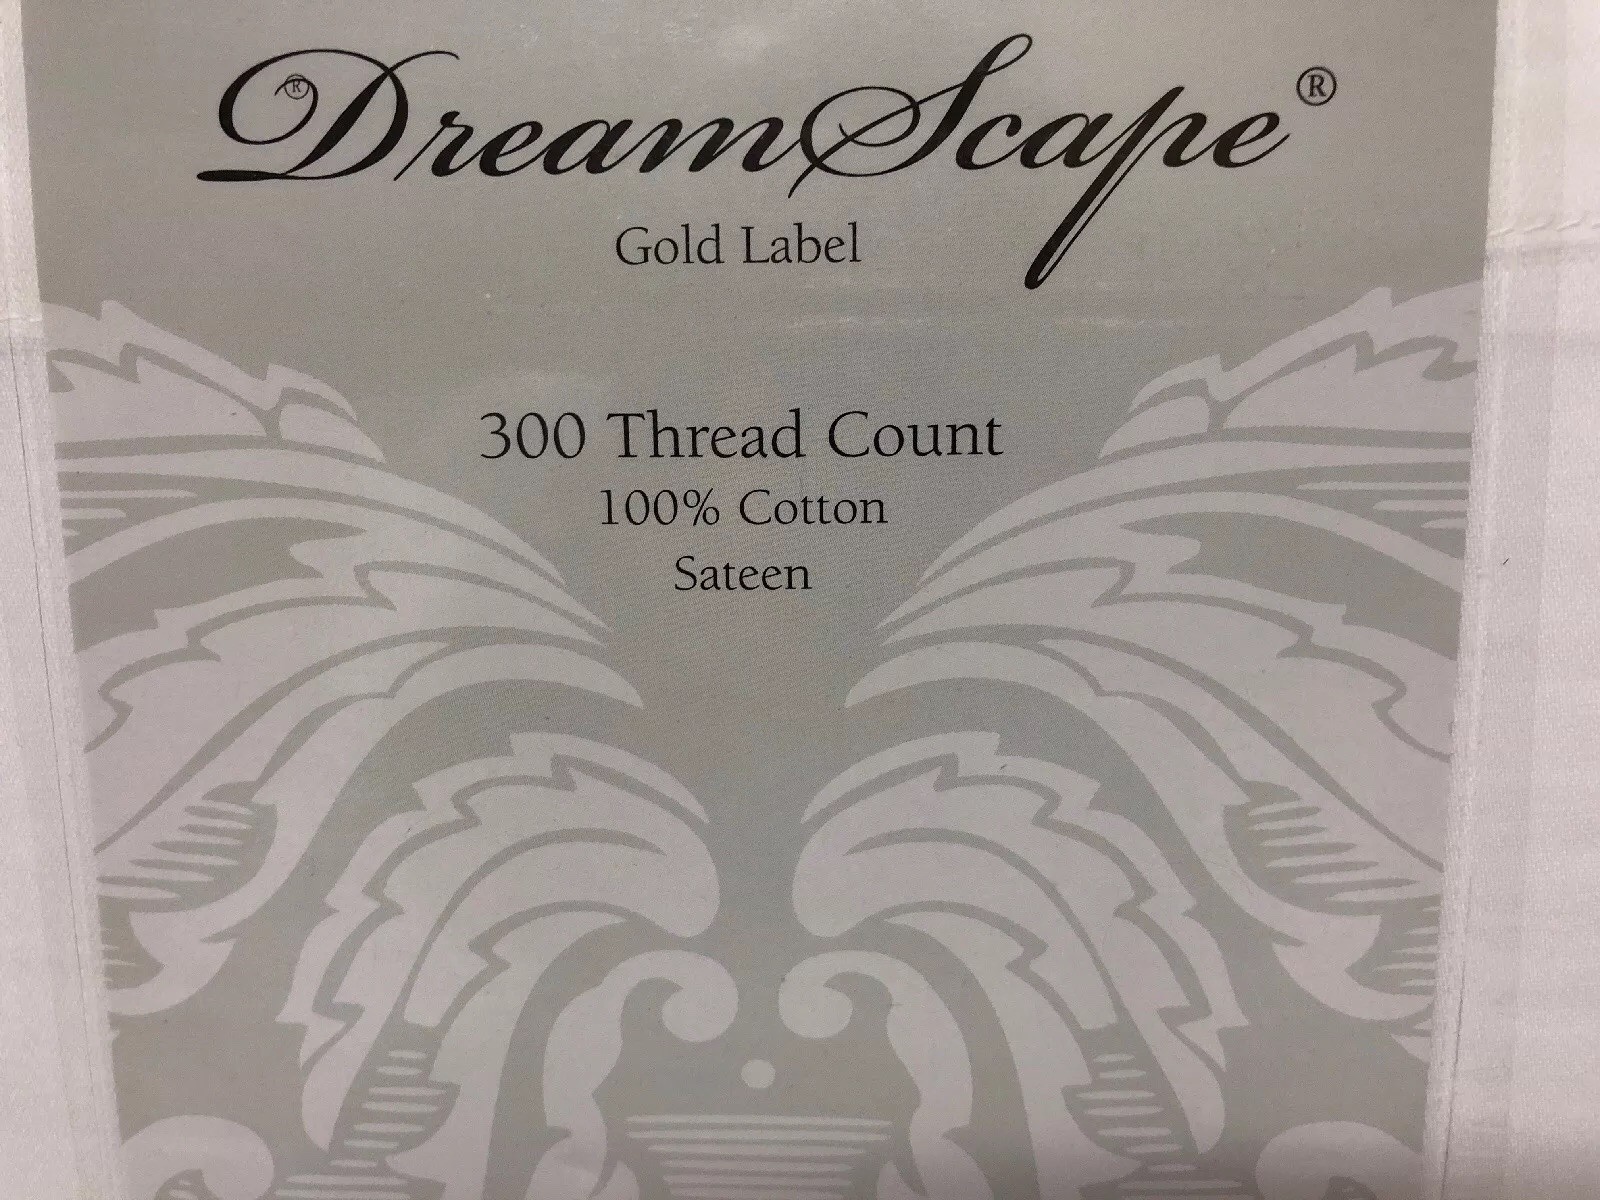 DreamScape®
®
Gold Label
300 Thread Count
100% Cotton
Sateen